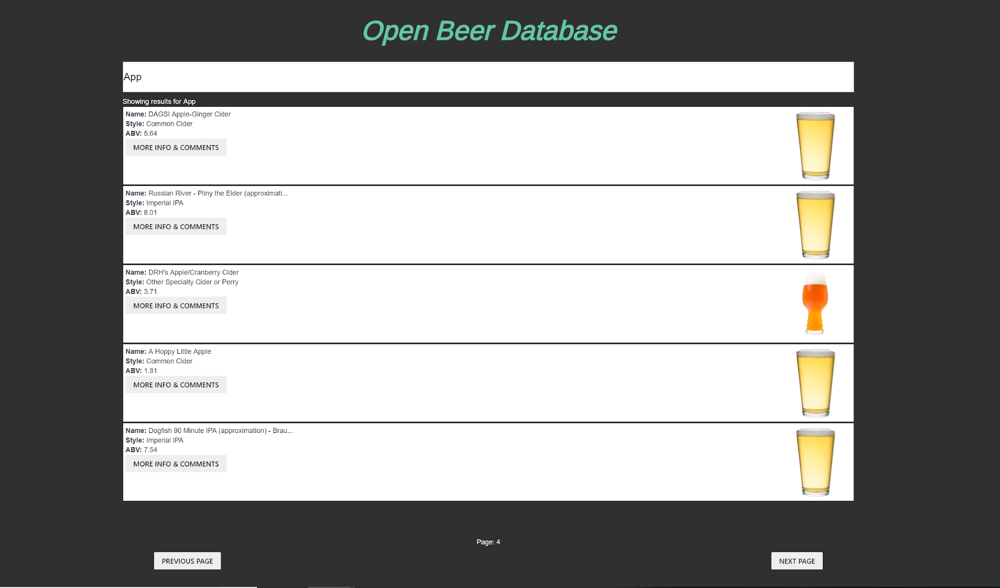 Open Beer Database
App
Showing results for App
Name: DAGSI Apple-Ginger Cider
Style: Common Cider
ABV: 5.64
MORE INFO & COMMENTS
Name: Russian River - Pliny the Elder (approximati...
Style: Imperial IPA
ABV: 8.01
MORE INFO & COMMENTS
Name: DRH's Apple/Cranberry Cider
Style: Other Specialty Cider or Perry
ABV: 3.71
MORE INFO & COMMENTS
Name: A Hoppy Little Apple
Style: Common Cider
ABV: 1.81
MORE INFO & COMMENTS
Name: Dogfish 90 Minute IPA (approximation) - Brau...
Style: Imperial IPA
ABV: 7.54
MORE INFO & COMMENTS
Page: 4
PREVIOUS PAGE
NEXT PAGE